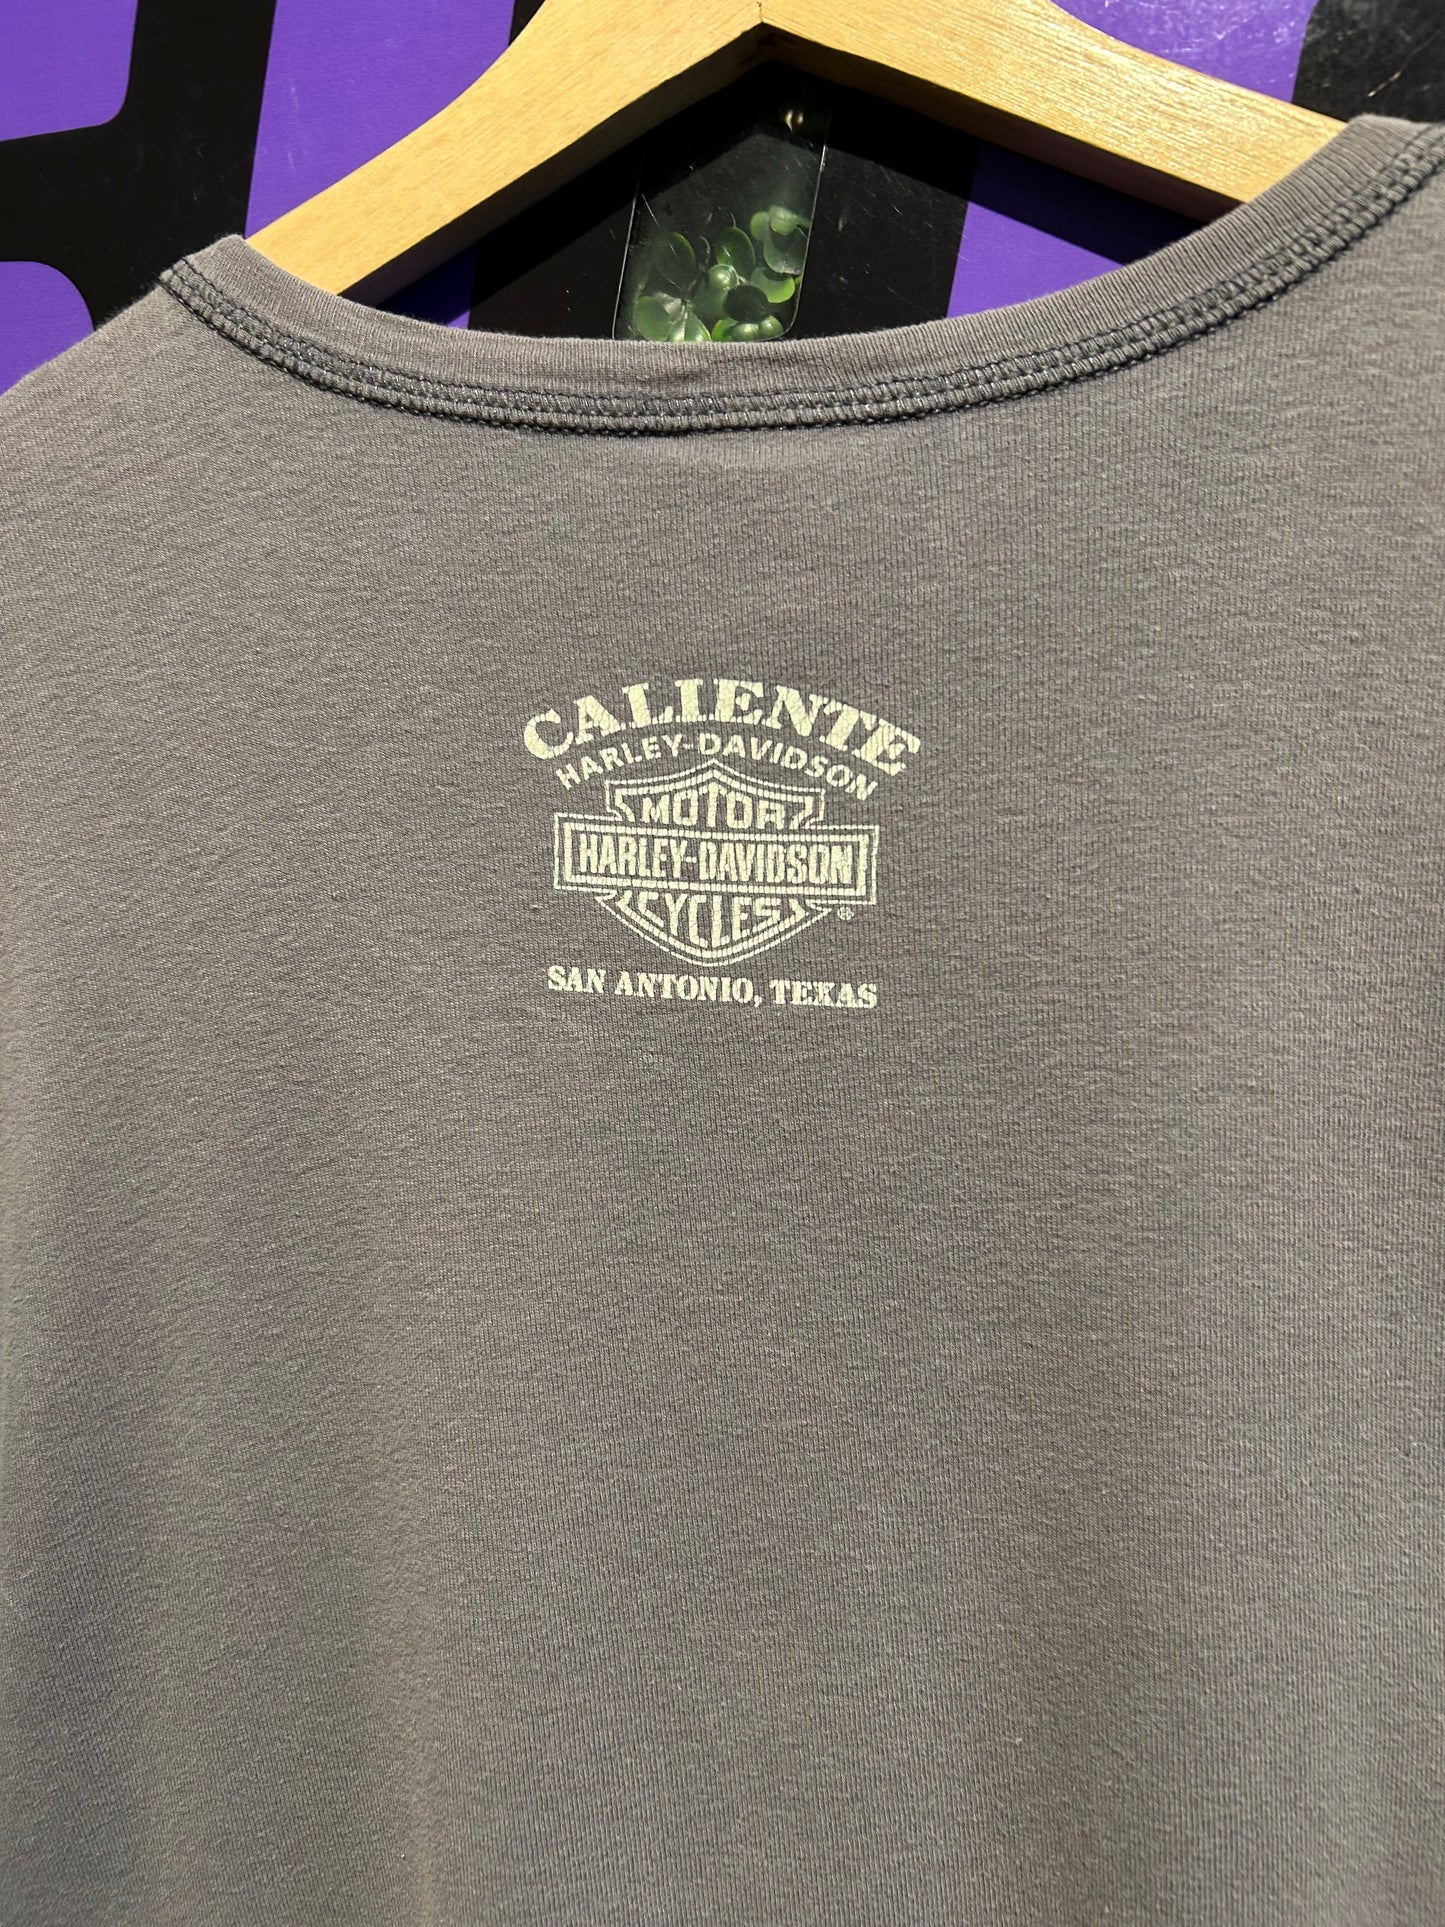 CALIENTE
HARLEY-DAVIDSON
MOTOR
HARLEY-DAVIDSON
CYCLES
®
SAN ANTONIO, TEXAS